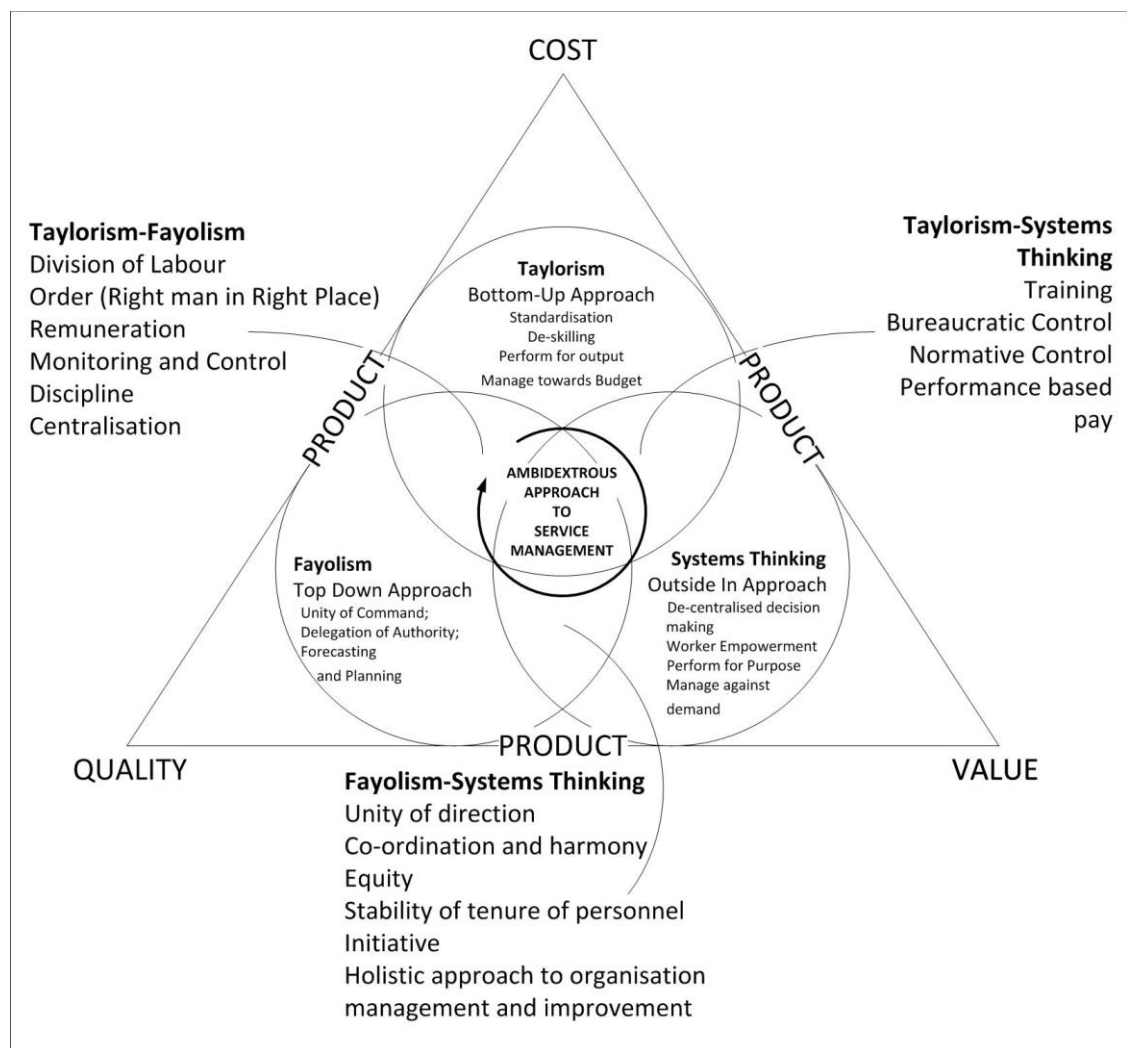 COST
Taylorism-Fayolism
Division of Labour
Order (Right man in Right Place)
Remuneration
Monitoring and Control
Discipline
Centralisation
Taylorism-Systems
Thinking
Training
Bureaucratic Control
Normative Control
Performance based
pay
Taylorism
Bottom-Up Approach
Standardisation
De-skilling
Perform for output
Manage towards Budget
PRODUCT
PRODUCT
AMBIDEXTROUS
APPROACH
TO
SERVICE
MANAGEMENT
Fayolism
Top Down Approach
Unity of Command;
Delegation of Authority;
Forecasting
and Planning
Systems Thinking
Outside In Approach
De-centralised decision
making
Worker Empowerment
Perform for Purpose
Manage against
demand
QUALITY
PRODUCT
VALUE
Fayolism-Systems Thinking
Unity of direction
Co-ordination and harmony
Equity
Stability of tenure of personnel
Initiative
Holistic approach to organisation
management and improvement